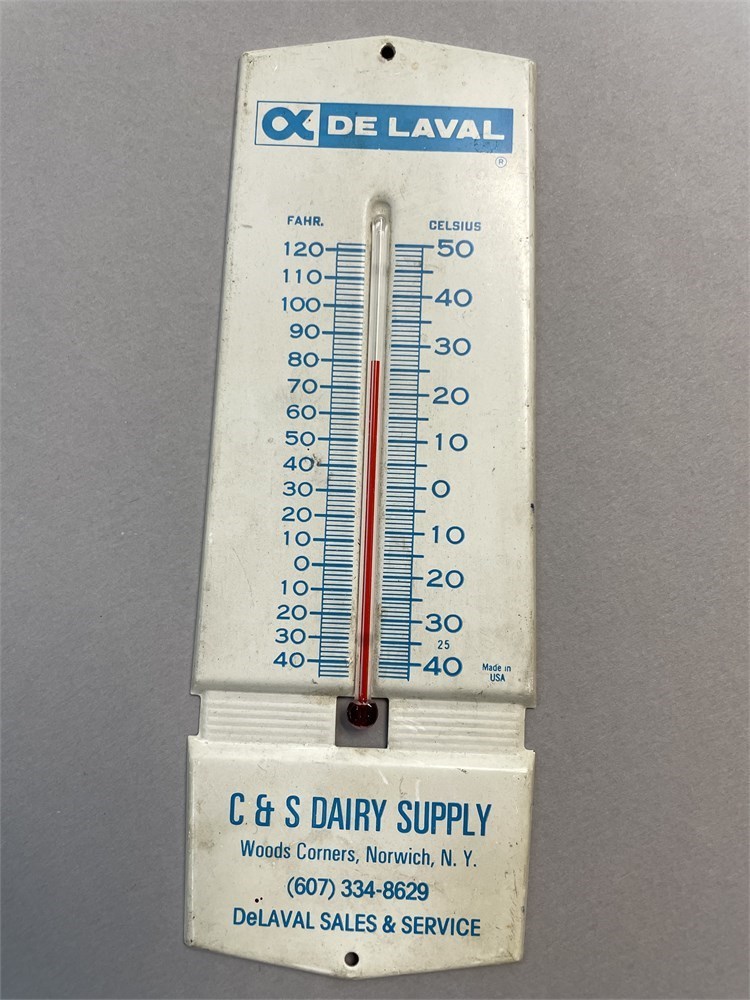 DE LAVAL
®
FAHR. CELSIUS
120 50
110
100 40
90
80 30
70
60 20
50 10
40
30 0
20
10 10
0
10 20
20
30 30
25
40 40
Made in
USA
C & S DAIRY SUPPLY
Woods Corners, Norwich, N. Y.
(607) 334-8629
DeLAVAL SALES & SERVICE